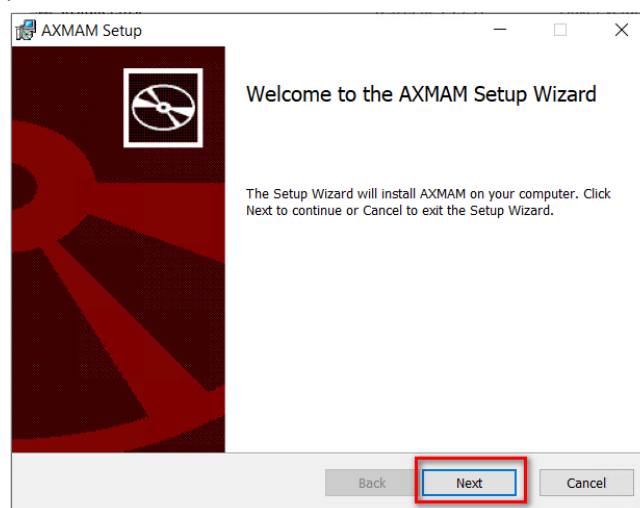 AXMAM Setup
Welcome to the AXMAM Setup Wizard
The Setup Wizard will install AXMAM on your computer. Click
Next to continue or Cancel to exit the Setup Wizard.
Back Next Cancel